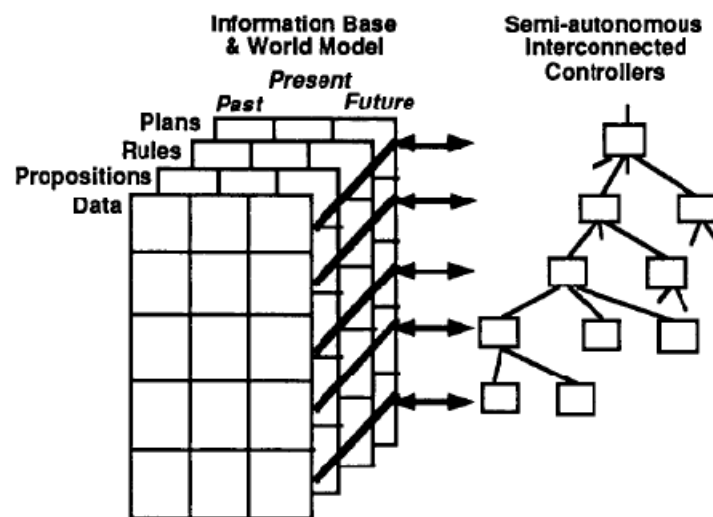 Information Base
& World Model
Semi-autonomous
Interconnected
Controllers
Present
Past
Future
Plans
Rules
Propositions
Data